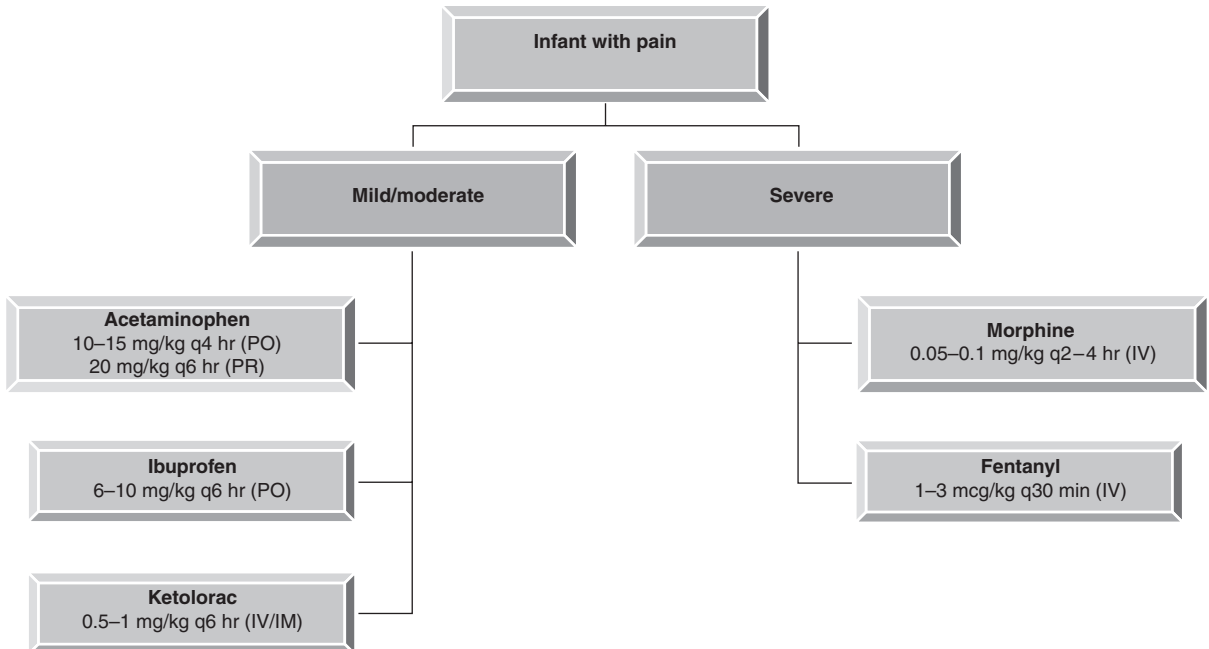 Infant with pain
Mild/moderate
Severe
Acetaminophen
10–15 mg/kg q4 hr (PO)
20 mg/kg q6 hr (PR)
Ibuprofen
6–10 mg/kg q6 hr (PO)
Ketolorac
0.5–1 mg/kg q6 hr (IV/IM)
Morphine
0.05–0.1 mg/kg q2–4 hr (IV)
Fentanyl
1–3 mcg/kg q30 min (IV)